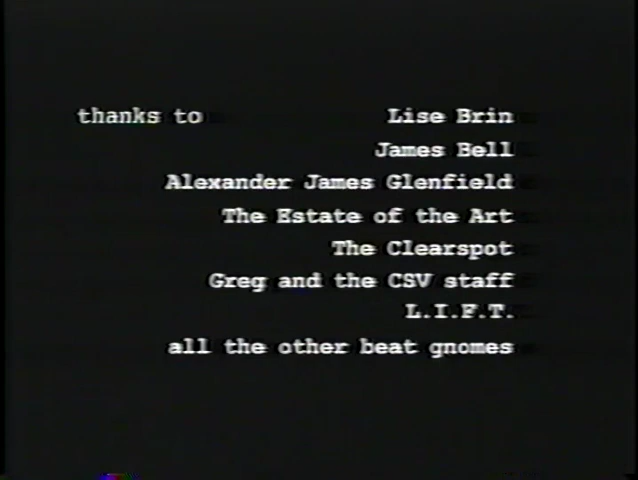 thanks to Lise Brin
James Bell
Alexander James Glenfield
The Estate of the Art
The Clearspot
Greg and the CSV staff
L.I.F.T.
all the other beat gnomes